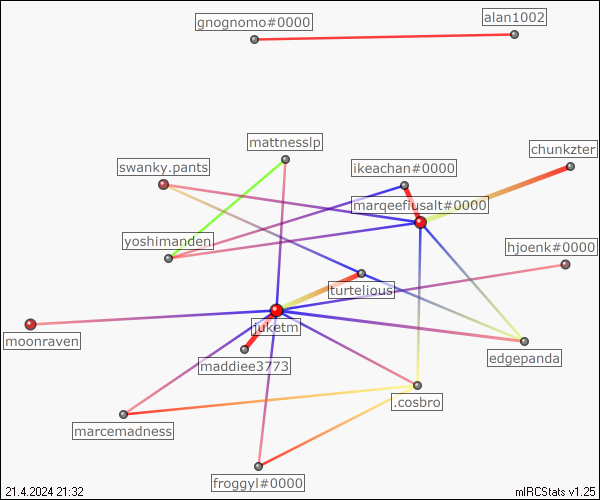 alan1002
gnognomo#0000
mattnesslp
chunkzter
swanky.pants
ikeachan#0000
marqeefiusalt#0000
yoshimanden
hjoenk#0000
turtelious
juketm
moonraven
edgepanda
maddiee3773
.cosbro
marcemadness
froggyl#0000
21.4.2024 21:32
mIRCStats v1.25